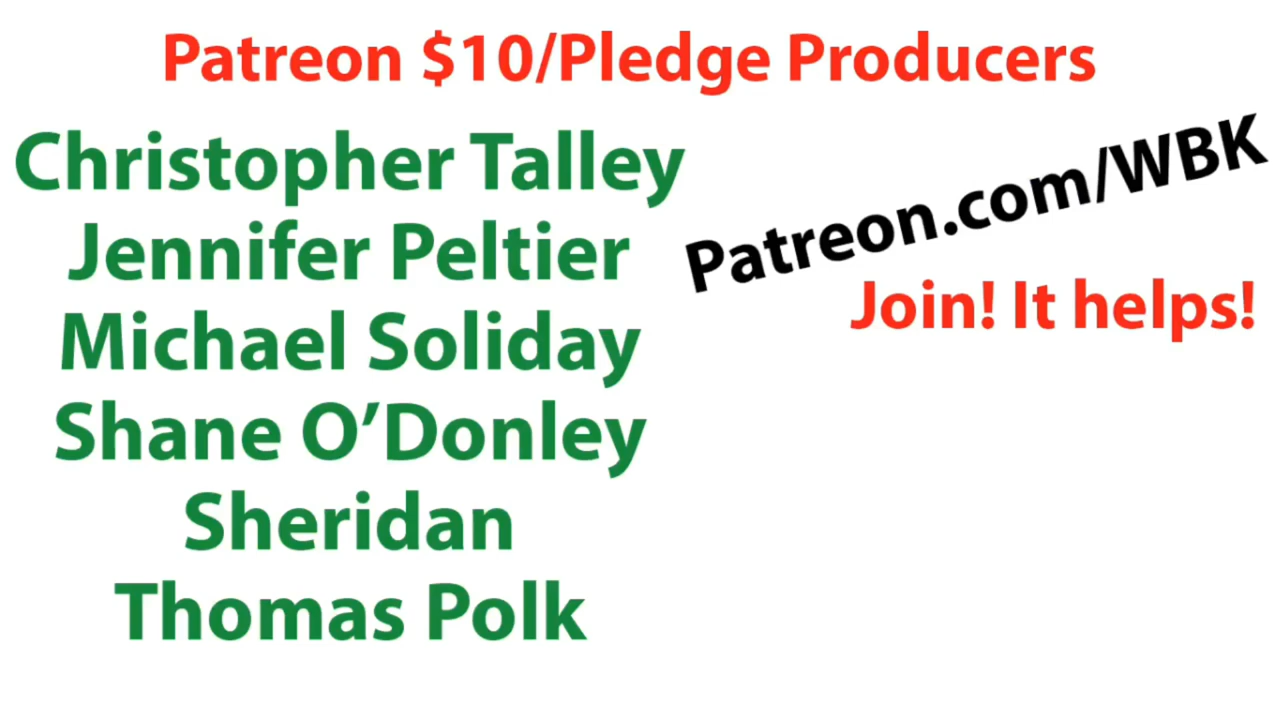 Patreon $10/Pledge Producers
Christopher Talley
Jennifer Peltier
Michael Soliday
Shane O’Donley
Sheridan
Thomas Polk
Patreon.com/WBK
Join! It helps!